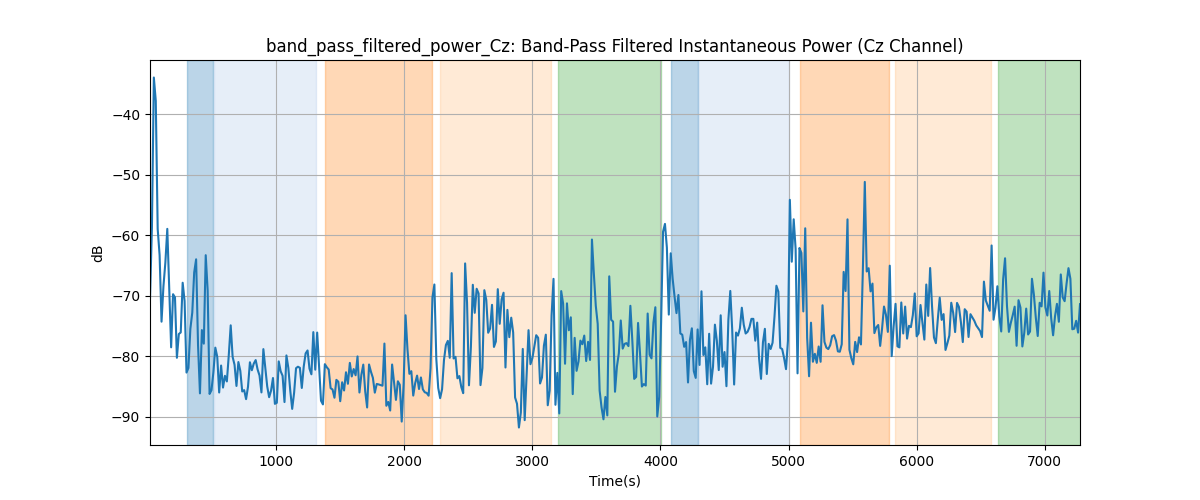 band_pass_filtered_power_Cz: Band-Pass Filtered Instantaneous Power (Cz Channel)
−40
−50
−60
−70
−80
−90
dB
1000 2000 3000 4000 5000 6000 7000
Time(s)